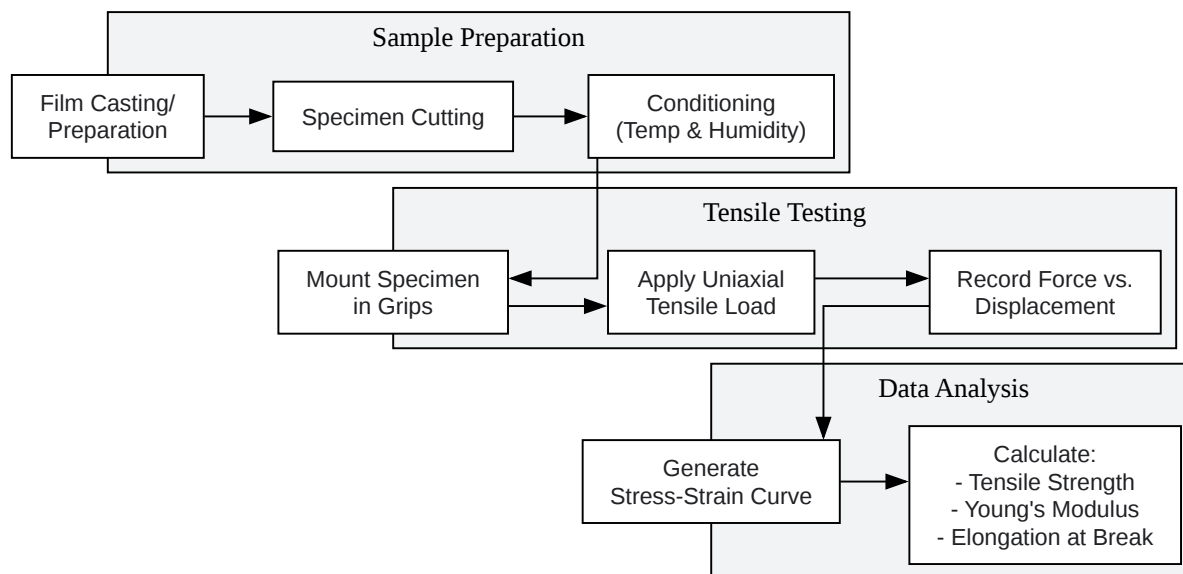 Sample Preparation
Film Casting/
Preparation
Specimen Cutting
Conditioning
(Temp & Humidity)
Tensile Testing
Mount Specimen
in Grips
Apply Uniaxial
Tensile Load
Record Force vs.
Displacement
Data Analysis
Generate
Stress-Strain Curve
Calculate:
- Tensile Strength
- Young's Modulus
- Elongation at Break